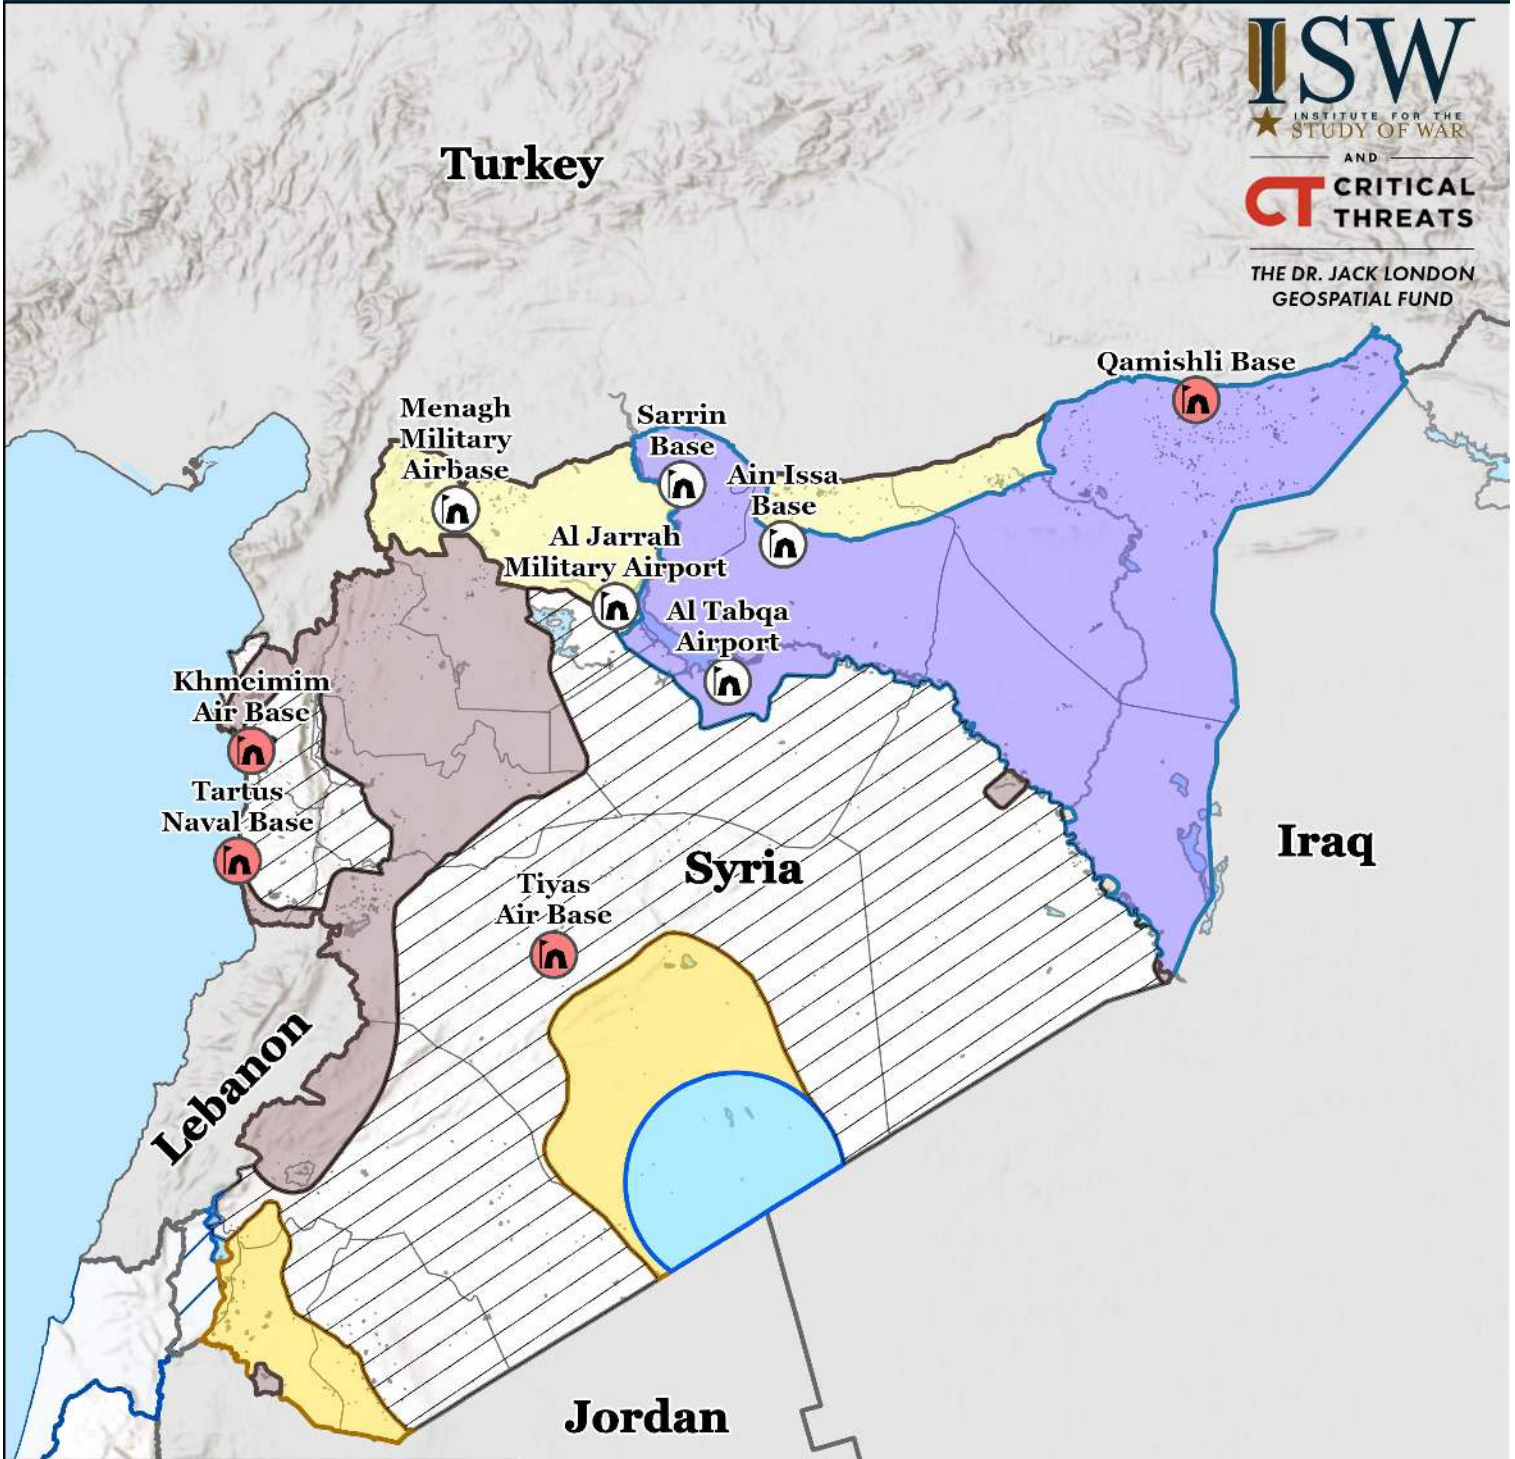 ISW
INSTITUTE FOR THE
STUDY OF WAR
AND
CT CRITICAL
THREATS
THE DR. JACK LONDON
GEOSPATIAL FUND
Turkey
Qamishli Base
Menagh
Military
Airbase
Sarrin
Base
Ain Issa
Base
Al Jarrah
Military Airport
Al Tabqa
Airport
Khmeimim
Air Base
Tartus
Naval Base
Syria
Iraq
Tiyas
Air Base
Lebanon
Jordan